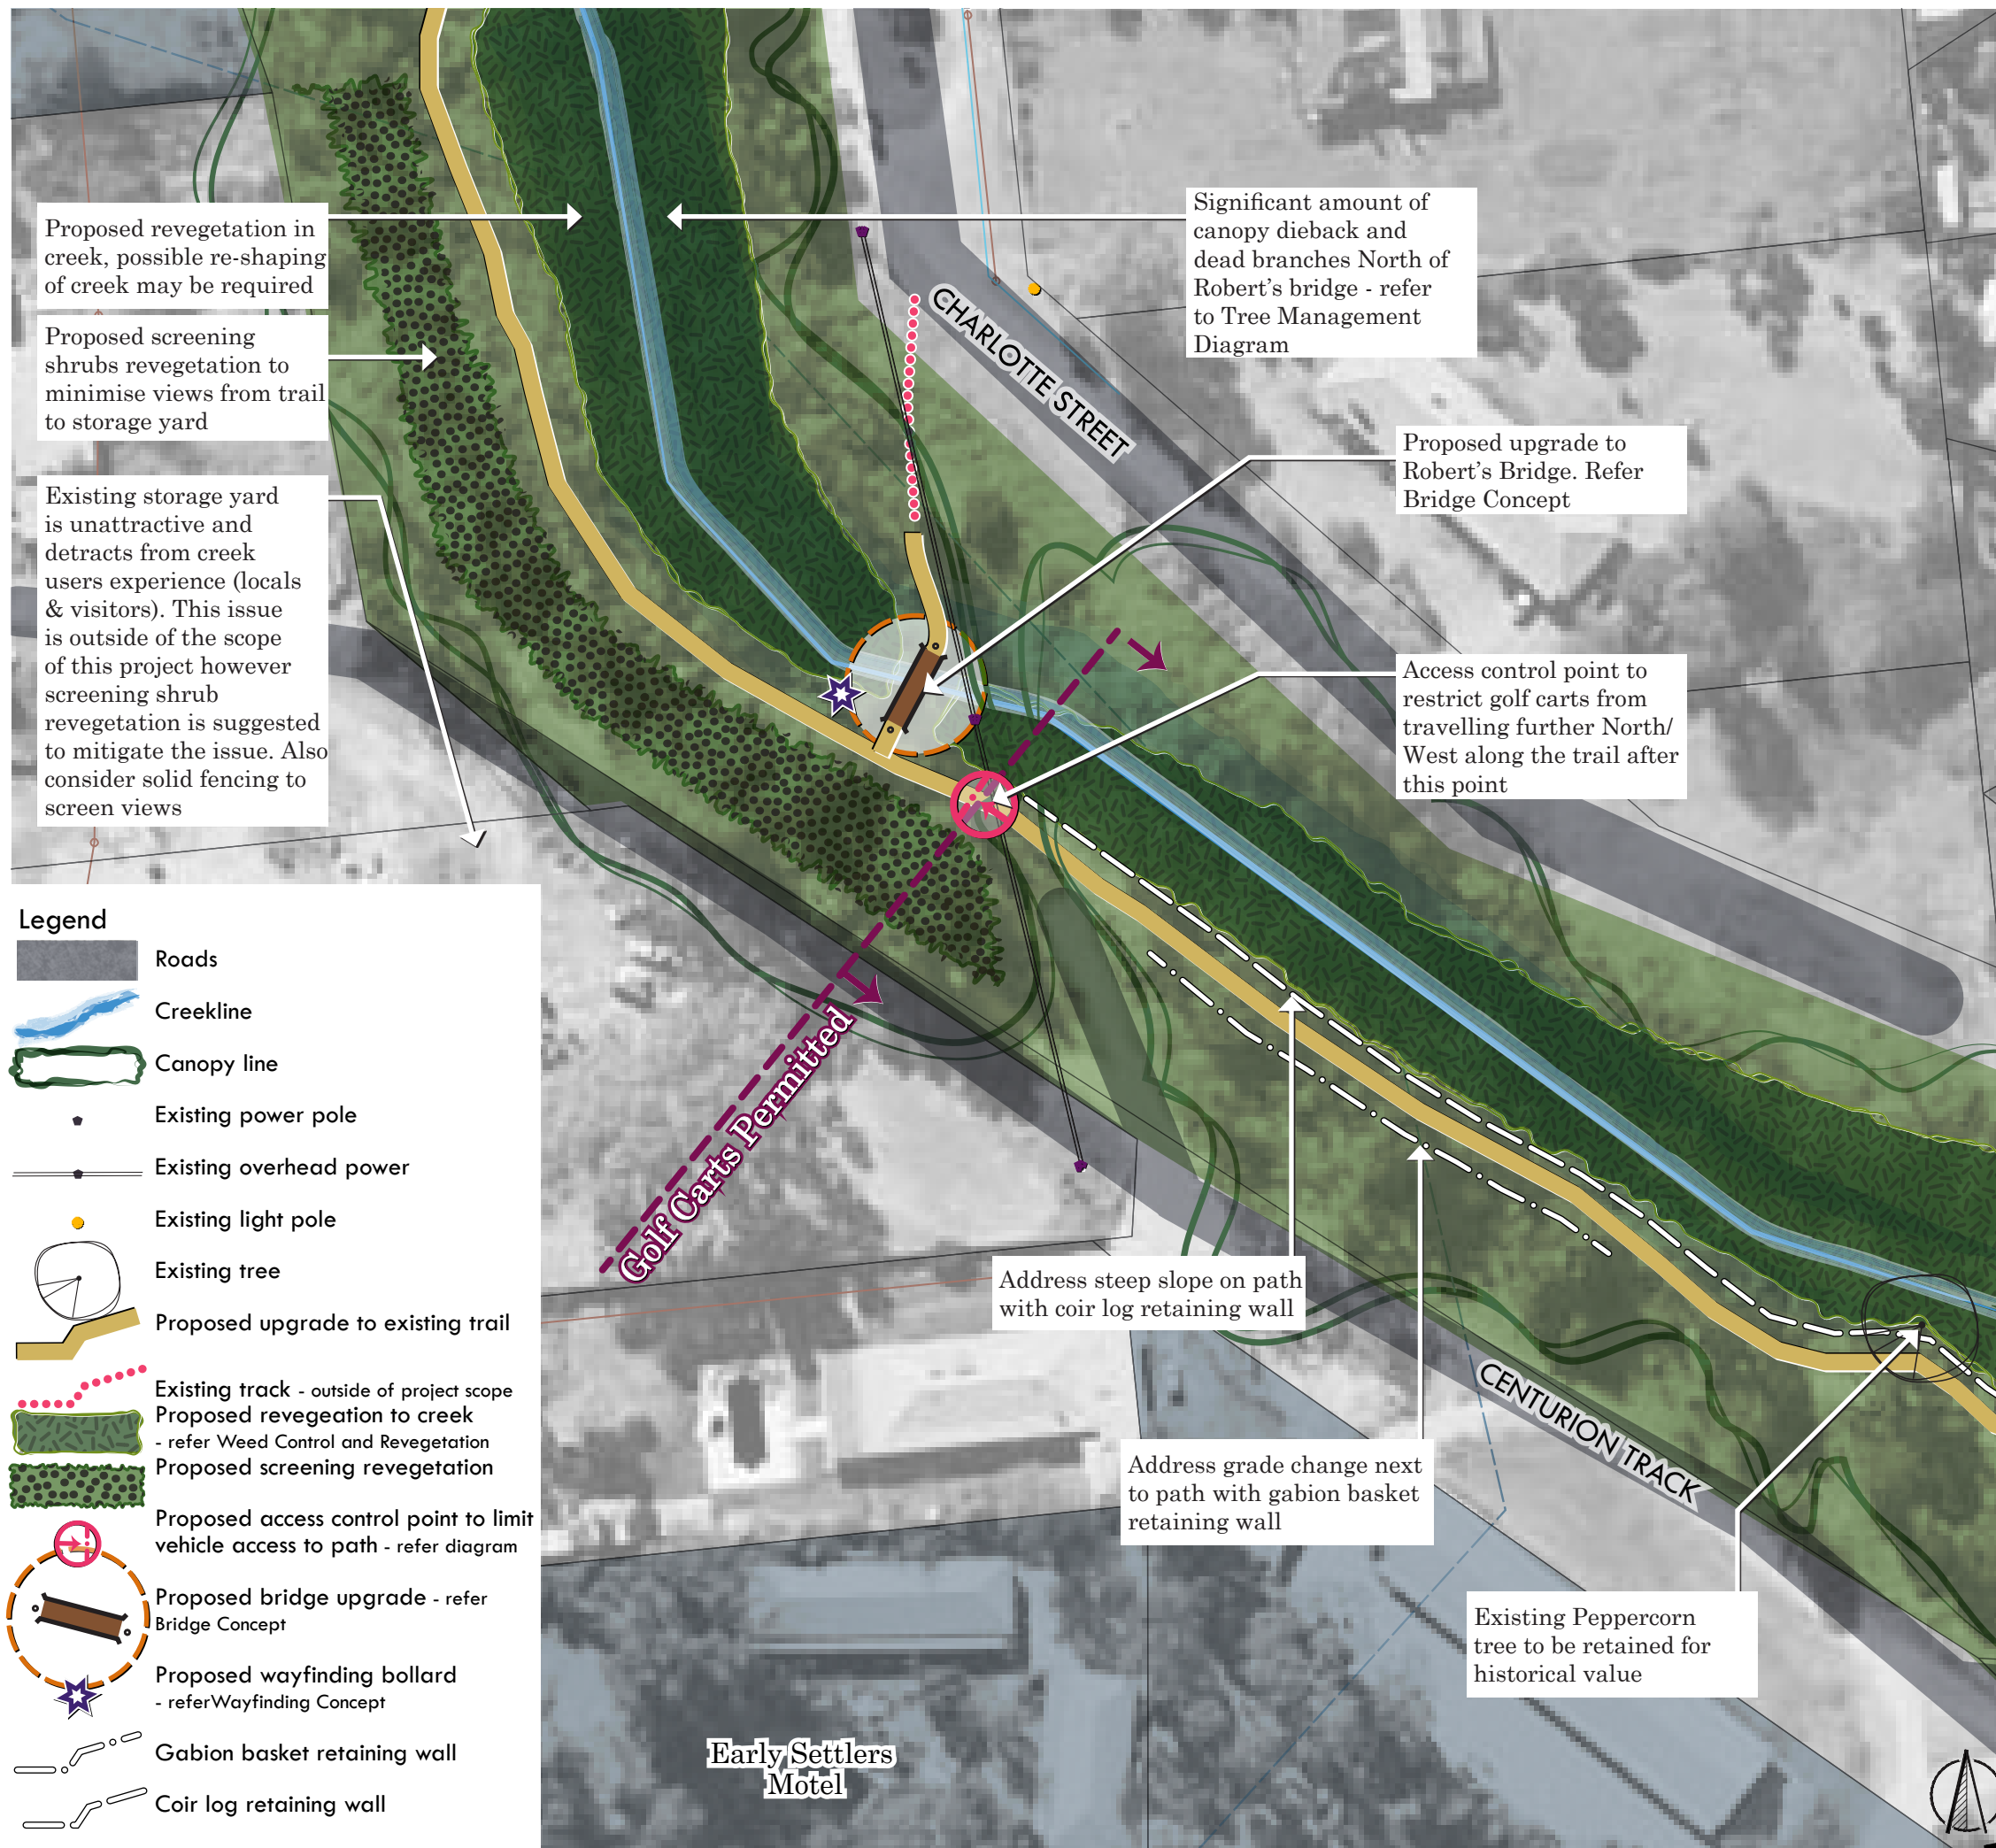 Proposed revegetation in
creek, possible re-shaping
of creek may be required
Proposed screening
shrubs revegetation to
minimise views from trail
to storage yard
Existing storage yard
is unattractive and
detracts from creek
users experience (locals
& visitors). This issue
is outside of the scope
of this project however
screening shrub
revegetation is suggested
to mitigate the issue. Also
consider solid fencing to
screen views
Significant amount of
canopy dieback and
dead branches North of
Robert's bridge - refer
to Tree Management
Diagram
CHARLOTTE STREET
Proposed upgrade to
Robert's Bridge. Refer
Bridge Concept
Access control point to
restrict golf carts from
travelling further North/
West along the trail after
this point
Golf Carts Permitted
Address steep slope on path
with coir log retaining wall
Address grade change next
to path with gabion basket
retaining wall
CENTURION TRACK
Existing Peppercorn
tree to be retained for
historical value
Early Settlers
Motel
Legend
Roads
Creekline
Canopy line
Existing power pole
Existing overhead power
Existing light pole
Existing tree
Proposed upgrade to existing trail
Existing track - outside of project scope
Proposed revegeation to creek
- refer Weed Control and Revegetation
Proposed screening revegetation
Proposed access control point to limit
vehicle access to path - refer diagram
Proposed bridge upgrade - refer
Bridge Concept
Proposed wayfinding bollard
- referWayfinding Concept
Gabion basket retaining wall
Coir log retaining wall